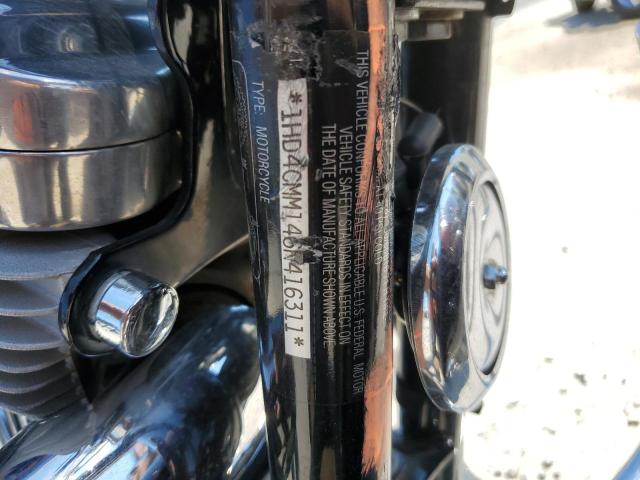 THIS VEHICLE CONFORMS TO ALL APPLICABLE U.S. FEDERAL MOTOR
VEHICLE SAFETY STANDARDS IN EFFECT ON
THE DATE OF MANUFACTURE SHOWN ABOVE
*1HD4CMM146K416311*
TYPE: MOTORCYCLE